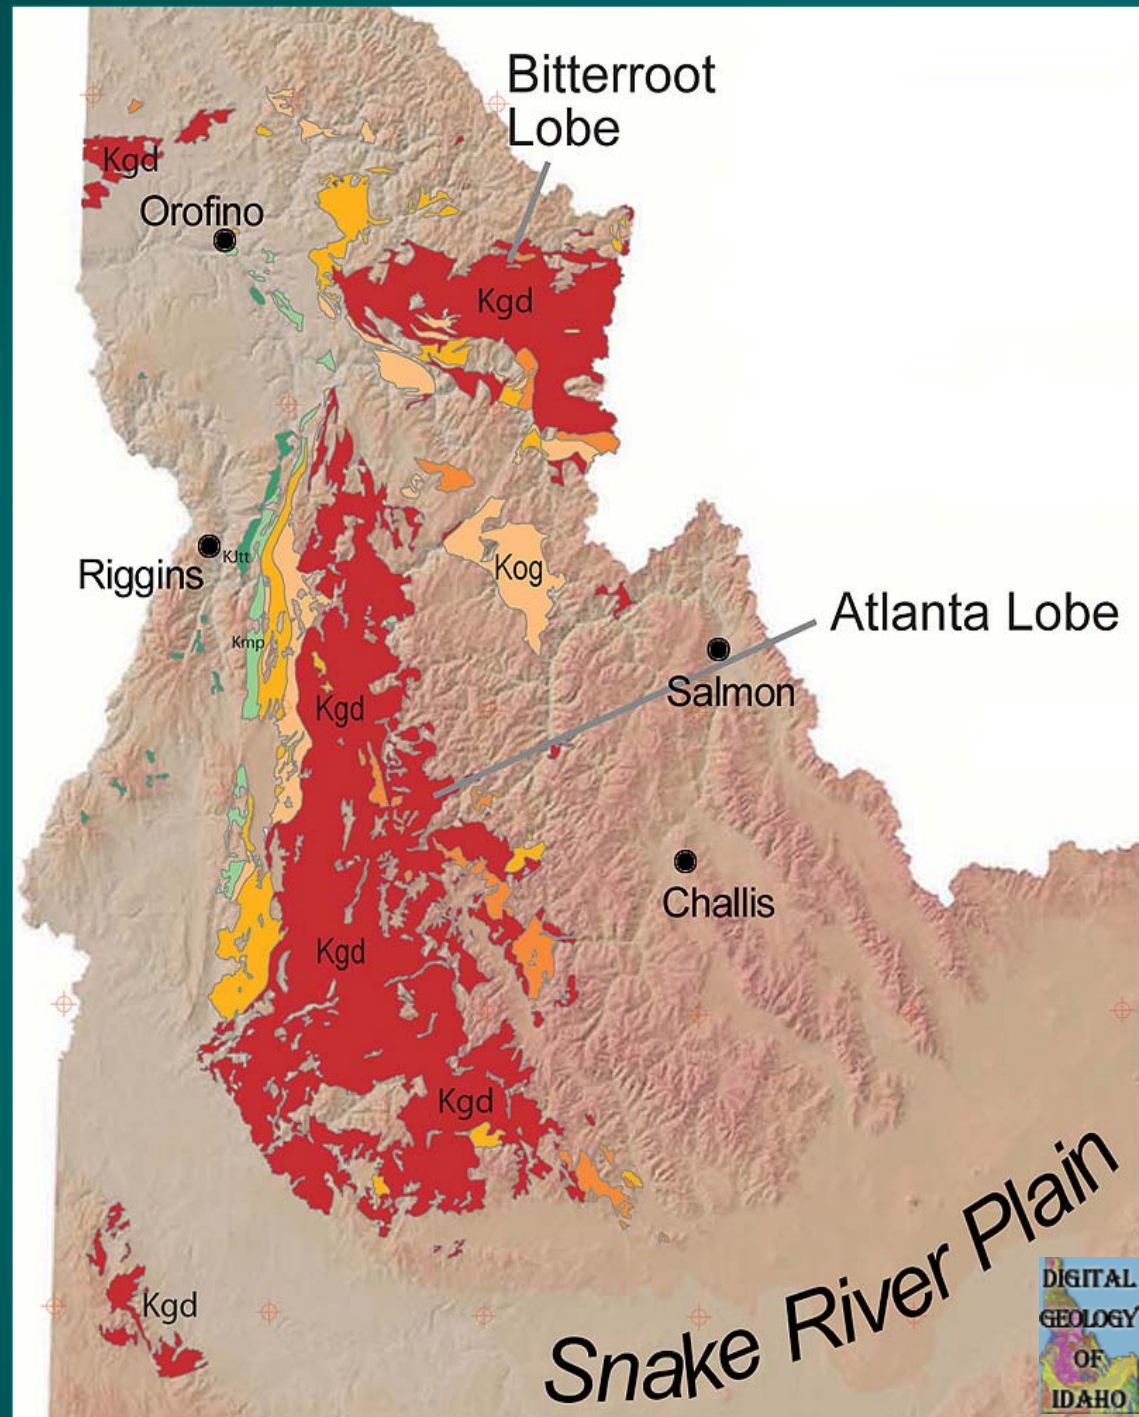 Bitterroot
Lobe
Kgd
Orofino
Kgd
Riggins
KJtt
Kog
Atlanta Lobe
Kmp
Salmon
Kgd
Challis
Kgd
Kgd
Snake River Plain
Kgd
DIGITAL
GEOLOGY
OF
IDAHO